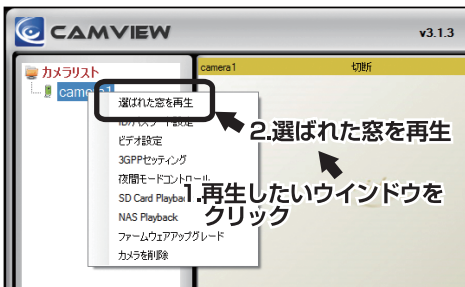 CAMVIEW
v3.1.3
カメラリスト
camera1
camera1 切断
選ばれた窓を再生
ID/パスワード設定
ビデオ設定
3GPPセッティング
夜間モードコントロール
SD Card Playba
NAS Playback
ファームウェアアップグレード
カメラを削除
2.選ばれた窓を再生
1.再生したいウインドウを
クリック